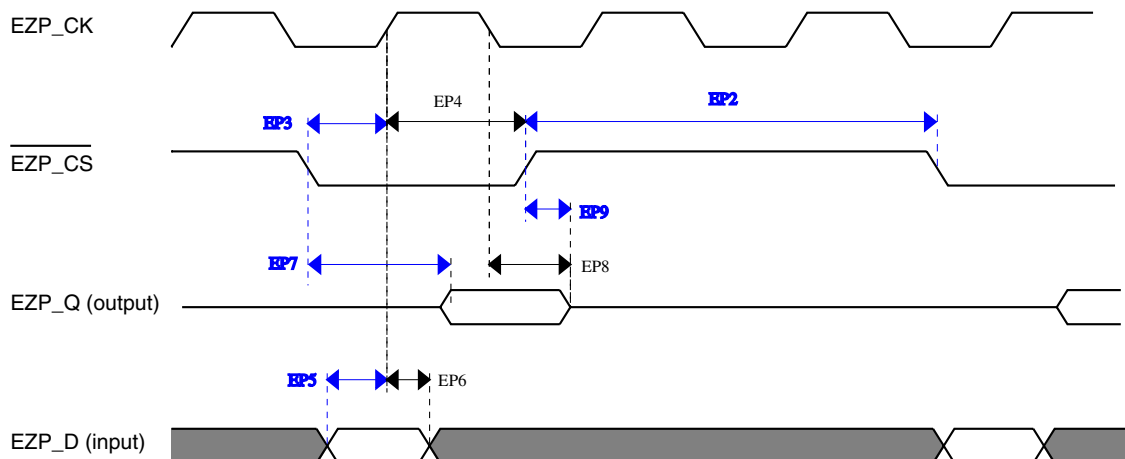 EZP_CK
EP4
EP2
EP3
EZP_CS
EP9
EP7
EP8
EZP_Q (output)
EP5
EP6
EZP_D (input)